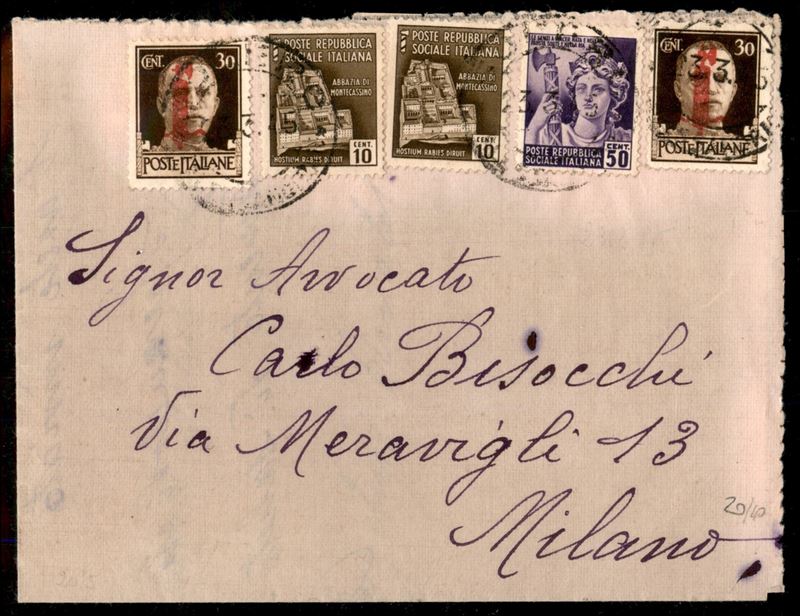 CENT. 30
POSTE ITALIANE
POSTE REPUBBLICA
SOCIALE ITALIANA
ABBAZIA DI
MONTECASSINO
CENT.
10
HOSTIUM RABIES DIRUIT
POSTE REPUBBLICA
SOCIALE ITALIANA
ABBAZIA DI
MONTECASSINO
CENT.
10
HOSTIUM RABIES DIRUIT
POSTE REPUBBLICA
SOCIALE ITALIANA
CENT.
50
CENT. 30
POSTE ITALIANE
Signor Avvocato
Carlo Bisocchi
Via Meravigli 13
Milano
20/40